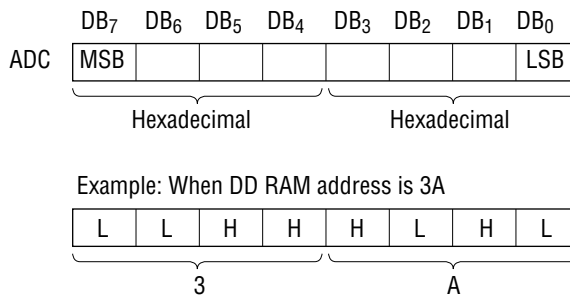 DB7 DB6 DB5 DB4 DB3 DB2 DB1 DB0
ADC MSB LSB
Hexadecimal Hexadecimal
Example: When DD RAM address is 3A
L L H H H L H L
3 A